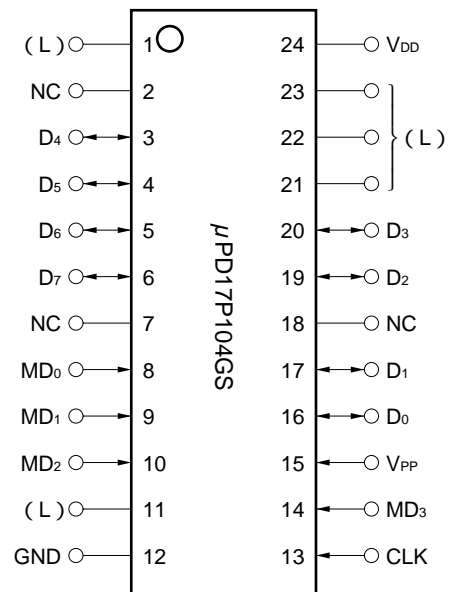 ( L ) 1 24 VDD
NC 2 23
D4 3 22 ( L )
D5 4 21
D6 5 20 D3
D7 6 19 D2
NC 7 18 NC
MD0 8 17 D1
MD1 9 16 D0
MD2 10 15 VPP
( L ) 11 14 MD3
GND 12 13 CLK
μPD17P104GS